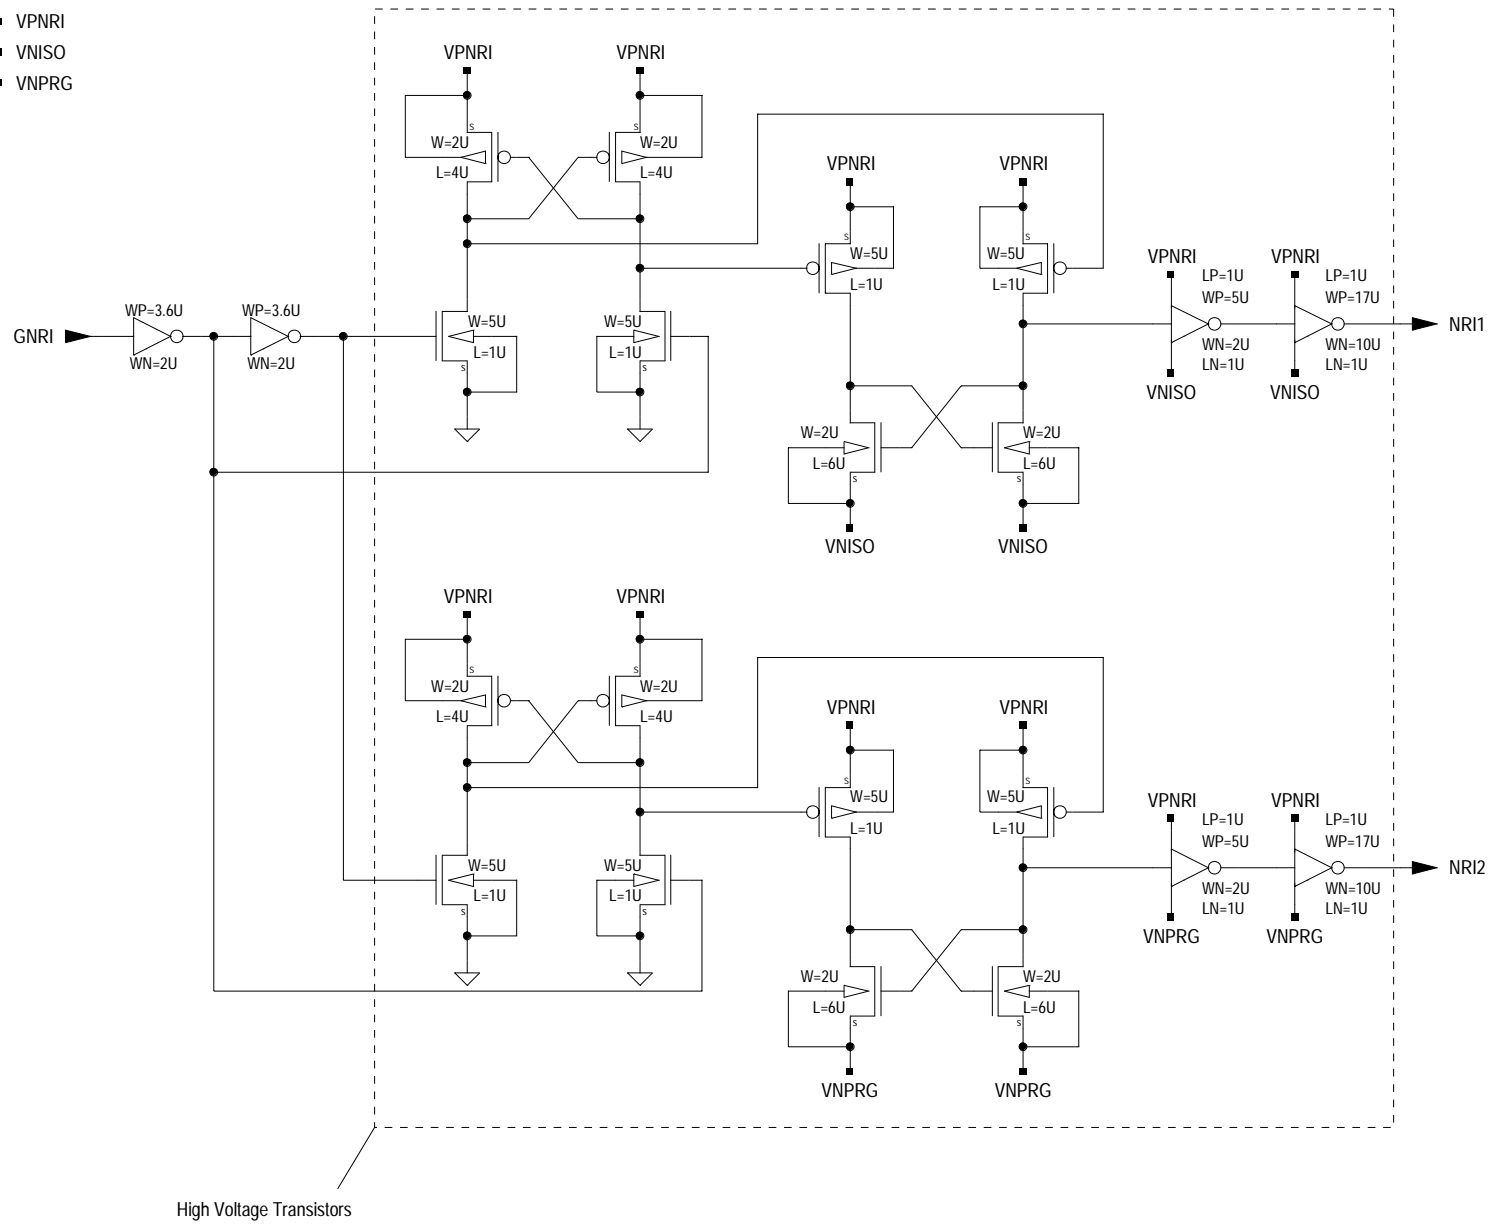 VPNRI
VNISO
VNPRG
VPNRI VPNRI
s s
W=2U W=2U
L=4U L=4U
VPNRI VPNRI
s s
W=5U W=5U
L=1U L=1U
VPNRI VPNRI
LP=1U LP=1U
WP=5U WP=17U
GNRI
WP=3.6U WP=3.6U
WN=2U WN=2U
W=5U W=5U
L=1U L=1U
s s
NRI1
WN=2U WN=10U
LN=1U LN=1U
VNISO VNISO
W=2U W=2U
L=6U L=6U
s s
VNISO VNISO
VPNRI VPNRI
s s
W=2U W=2U
L=4U L=4U
VPNRI VPNRI
s s
W=5U W=5U
L=1U L=1U
VPNRI VPNRI
LP=1U LP=1U
WP=5U WP=17U
W=5U W=5U
L=1U L=1U
s s
NRI2
WN=2U WN=10U
LN=1U LN=1U
VNPRG VNPRG
W=2U W=2U
L=6U L=6U
s s
VNPRG VNPRG
High Voltage Transistors